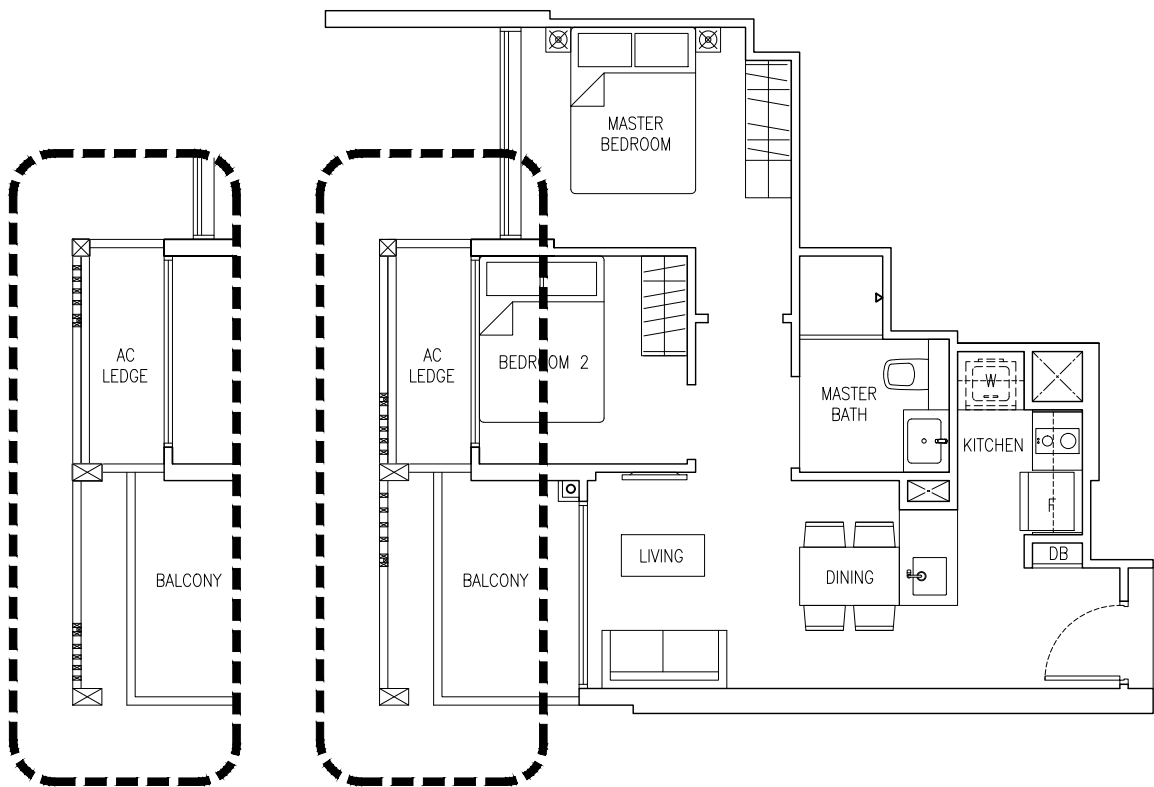 MASTER
BEDROOM
AC
LEDGE
AC
LEDGE
BEDROOM 2
MASTER
BATH
W
KITCHEN
F
LIVING
DB
BALCONY
BALCONY
DINING